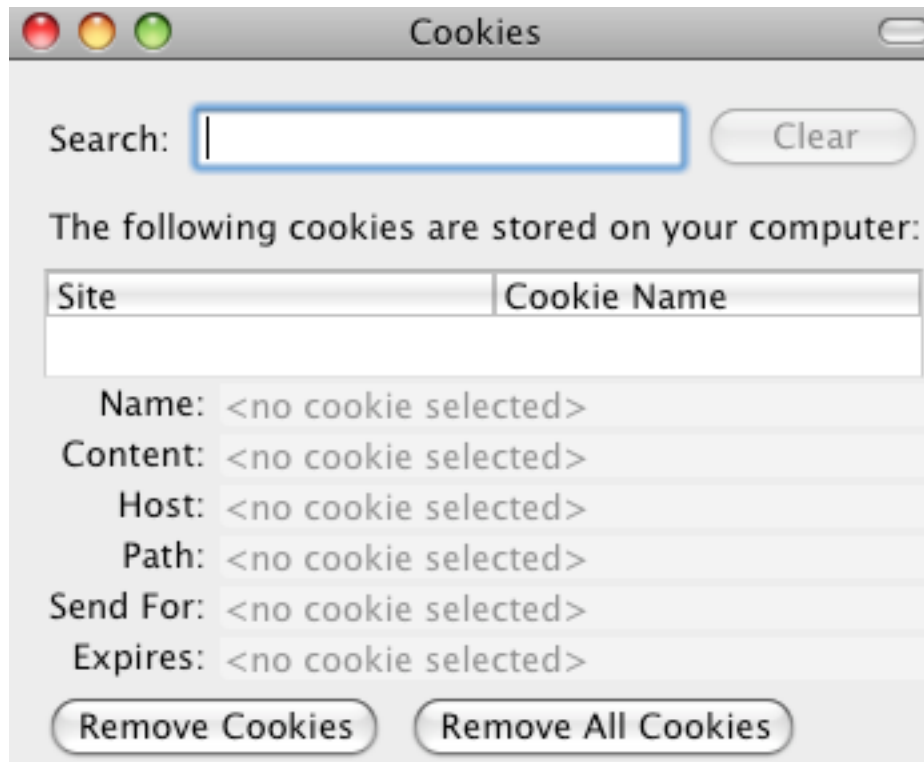 Cookies
Search: Clear
The following cookies are stored on your computer:
Site Cookie Name
Name: <no cookie selected>
Content: <no cookie selected>
Host: <no cookie selected>
Path: <no cookie selected>
Send For: <no cookie selected>
Expires: <no cookie selected>
Remove Cookies Remove All Cookies